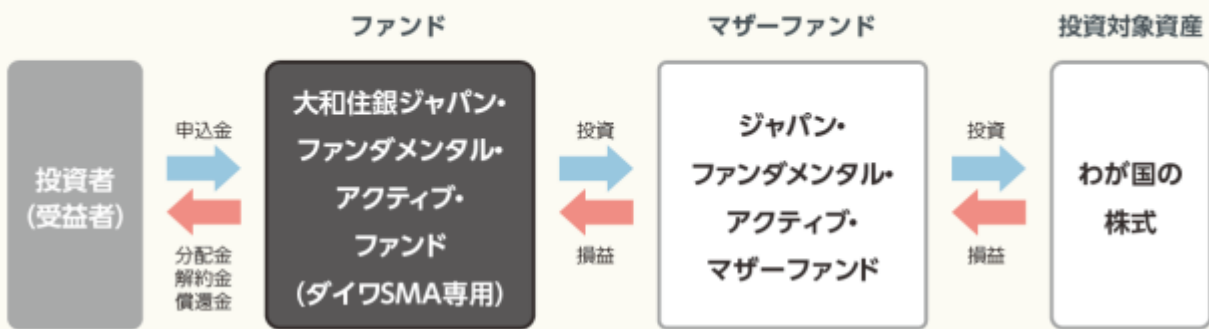 ファンド
マザーファンド
投資対象資産
投資者
(受益者)
申込金
分配金
解約金
償還金
大和住銀ジャパン・
ファンダメンタル・
アクティブ・
ファンド
(ダイワSMA専用)
投資
損益
ジャパン・
ファンダメンタル・
アクティブ・
マザーファンド
投資
損益
わが国の
株式